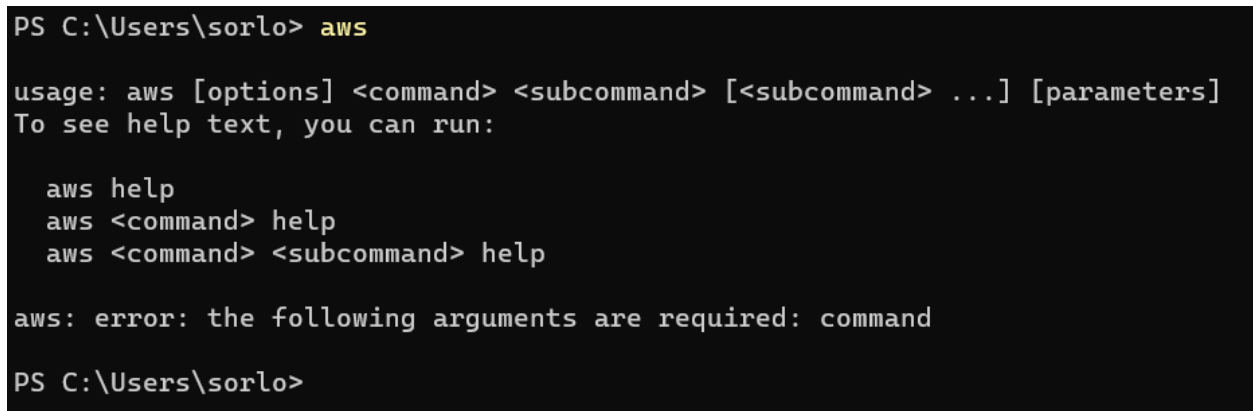 PS C:\Users\sorlo> aws
usage: aws [options] <command> <subcommand> [<subcommand> ...] [parameters]
To see help text, you can run:
aws help
aws <command> help
aws <command> <subcommand> help
aws: error: the following arguments are required: command
PS C:\Users\sorlo>